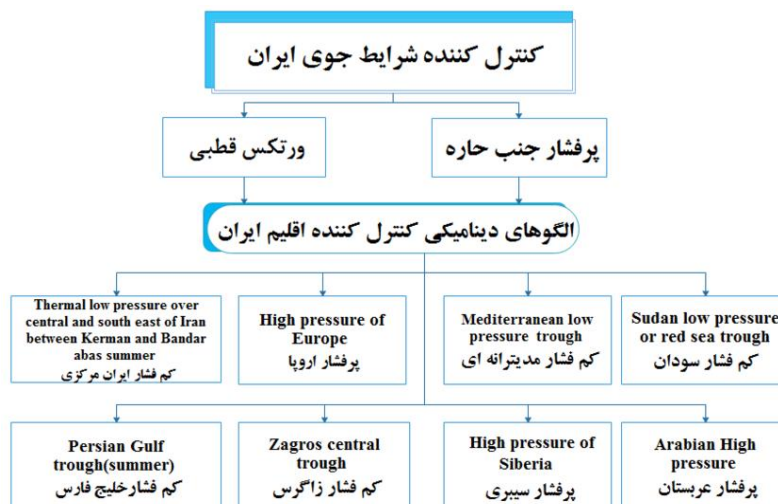 کنترل کننده شرایط جوی ایران
پرفشار جنب حاره
ورتکس قطبی
الگوهای دینامیکی کنترل کننده اقلیم ایران
Thermal low pressure over
central and south east of Iran
between Kerman and Bandar
abas summer
کم فشار ایران مرکزی
High pressure of
Europe
پرفشار اروپا
Mediterranean low
pressure trough
کم فشار مدیترانه ای
Sudan low pressure
or red sea trough
کم فشار سودان
Persian Gulf
trough(summer)
کم فشارخلیج فارس
Zagros central
trough
کم فشار زاگرس
High pressure of
Siberia
پرفشار سیبری
Arabian High
pressure
پرفشار عربستان